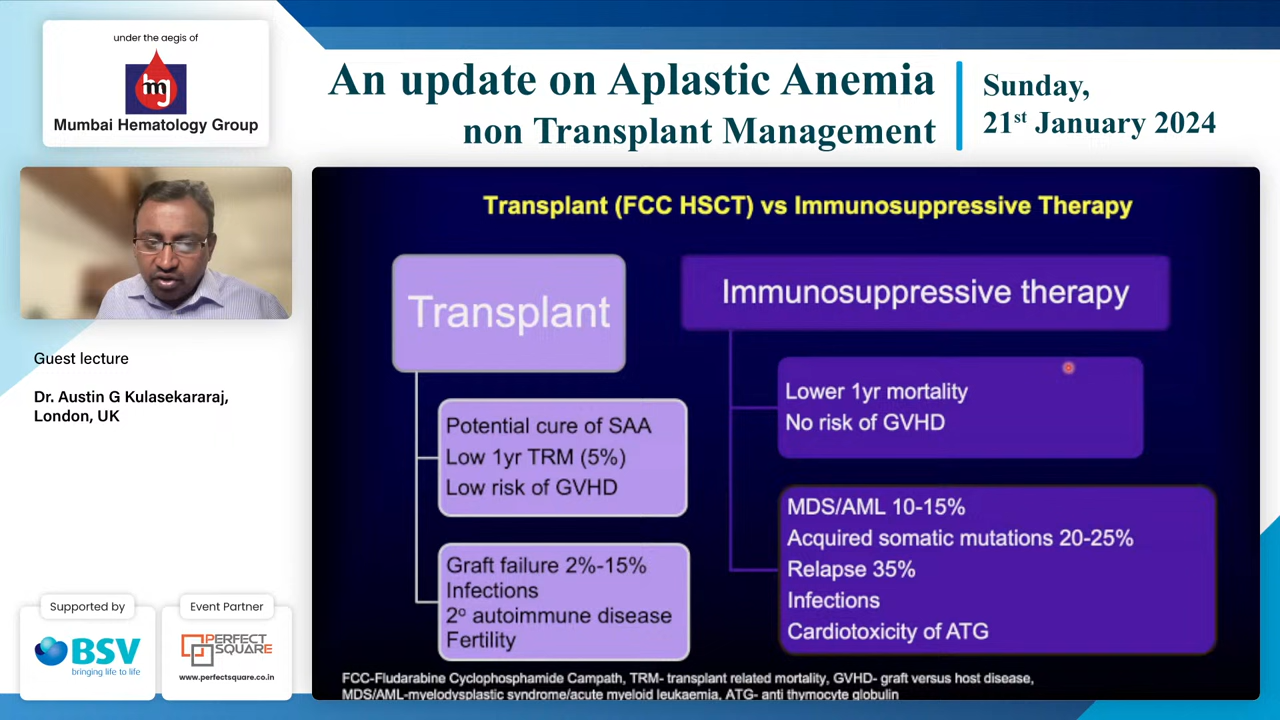 under the aegis of
mg
Mumbai Hematology Group
An update on Aplastic Anemia
non Transplant Management
Sunday,
21st January 2024
Guest lecture
Dr. Austin G Kulasekararaj,
London, UK
Supported by
BSV
bringing life to life
Event Partner
PERFECT
SQUARE
www.perfectsquare.co.in
Transplant (FCC HSCT) vs Immunosuppressive Therapy
Transplant
Potential cure of SAA
Low 1yr TRM (5%)
Low risk of GVHD
Graft failure 2%-15%
Infections
2º autoimmune disease
Fertility
Immunosuppressive therapy
Lower 1yr mortality
No risk of GVHD
MDS/AML 10-15%
Acquired somatic mutations 20-25%
Relapse 35%
Infections
Cardiotoxicity of ATG
FCC-Fludarabine Cyclophosphamide Campath, TRM- transplant related mortality, GVHD- graft versus host disease,
MDS/AML-myelodysplastic syndrome/acute myeloid leukaemia, ATG- anti thymocyte globulin